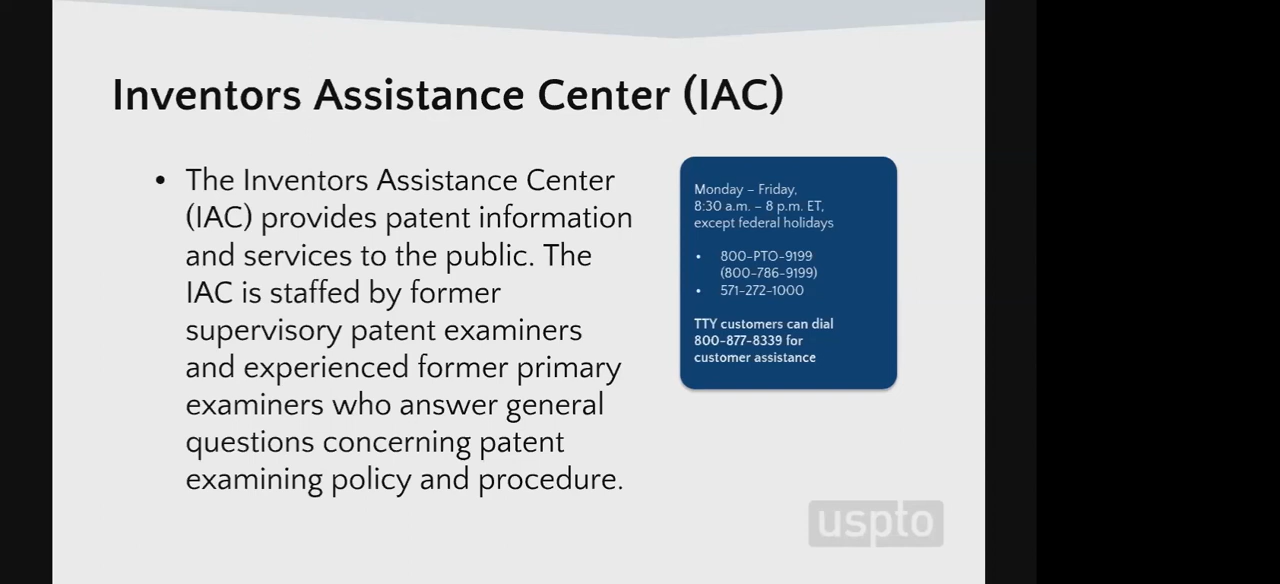 Inventors Assistance Center (IAC)
• The Inventors Assistance Center
(IAC) provides patent information
and services to the public. The
IAC is staffed by former
supervisory patent examiners
and experienced former primary
examiners who answer general
questions concerning patent
examining policy and procedure.
Monday – Friday,
8:30 a.m. – 8 p.m. ET,
except federal holidays
• 800-PTO-9199
(800-786-9199)
• 571-272-1000
TTY customers can dial
800-877-8339 for
customer assistance
uspto